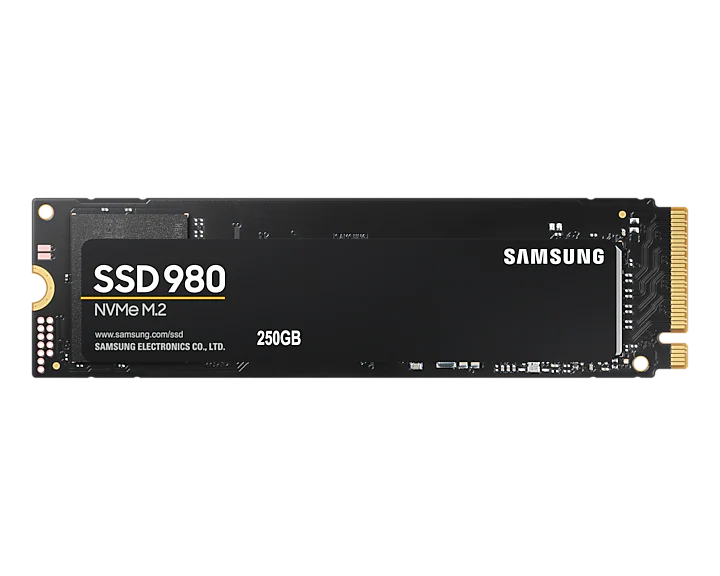 SAMSUNG
SSD 980
NVMe M.2
www.samsung.com/ssd
SAMSUNG ELECTRONICS CO., LTD.
250GB